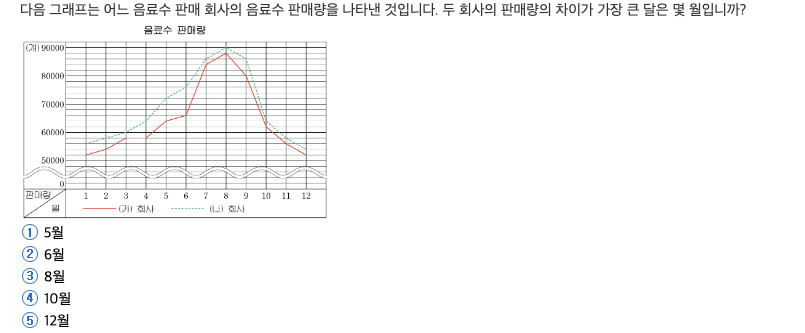 다음 그래프는 어느 음료수 판매 회사의 음료수 판매량을 나타낸 것입니다. 두 회사의 판매량의 차이가 가장 큰 달은 몇 월입니까?
음료수 판매량
(개) 90000
80000
70000
60000
50000
0
판매량
월
1 2 3 4 5 6 7 8 9 10 11 12
(가) 회사 (나) 회사
① 5월
② 6월
③ 8월
④ 10월
⑤ 12월